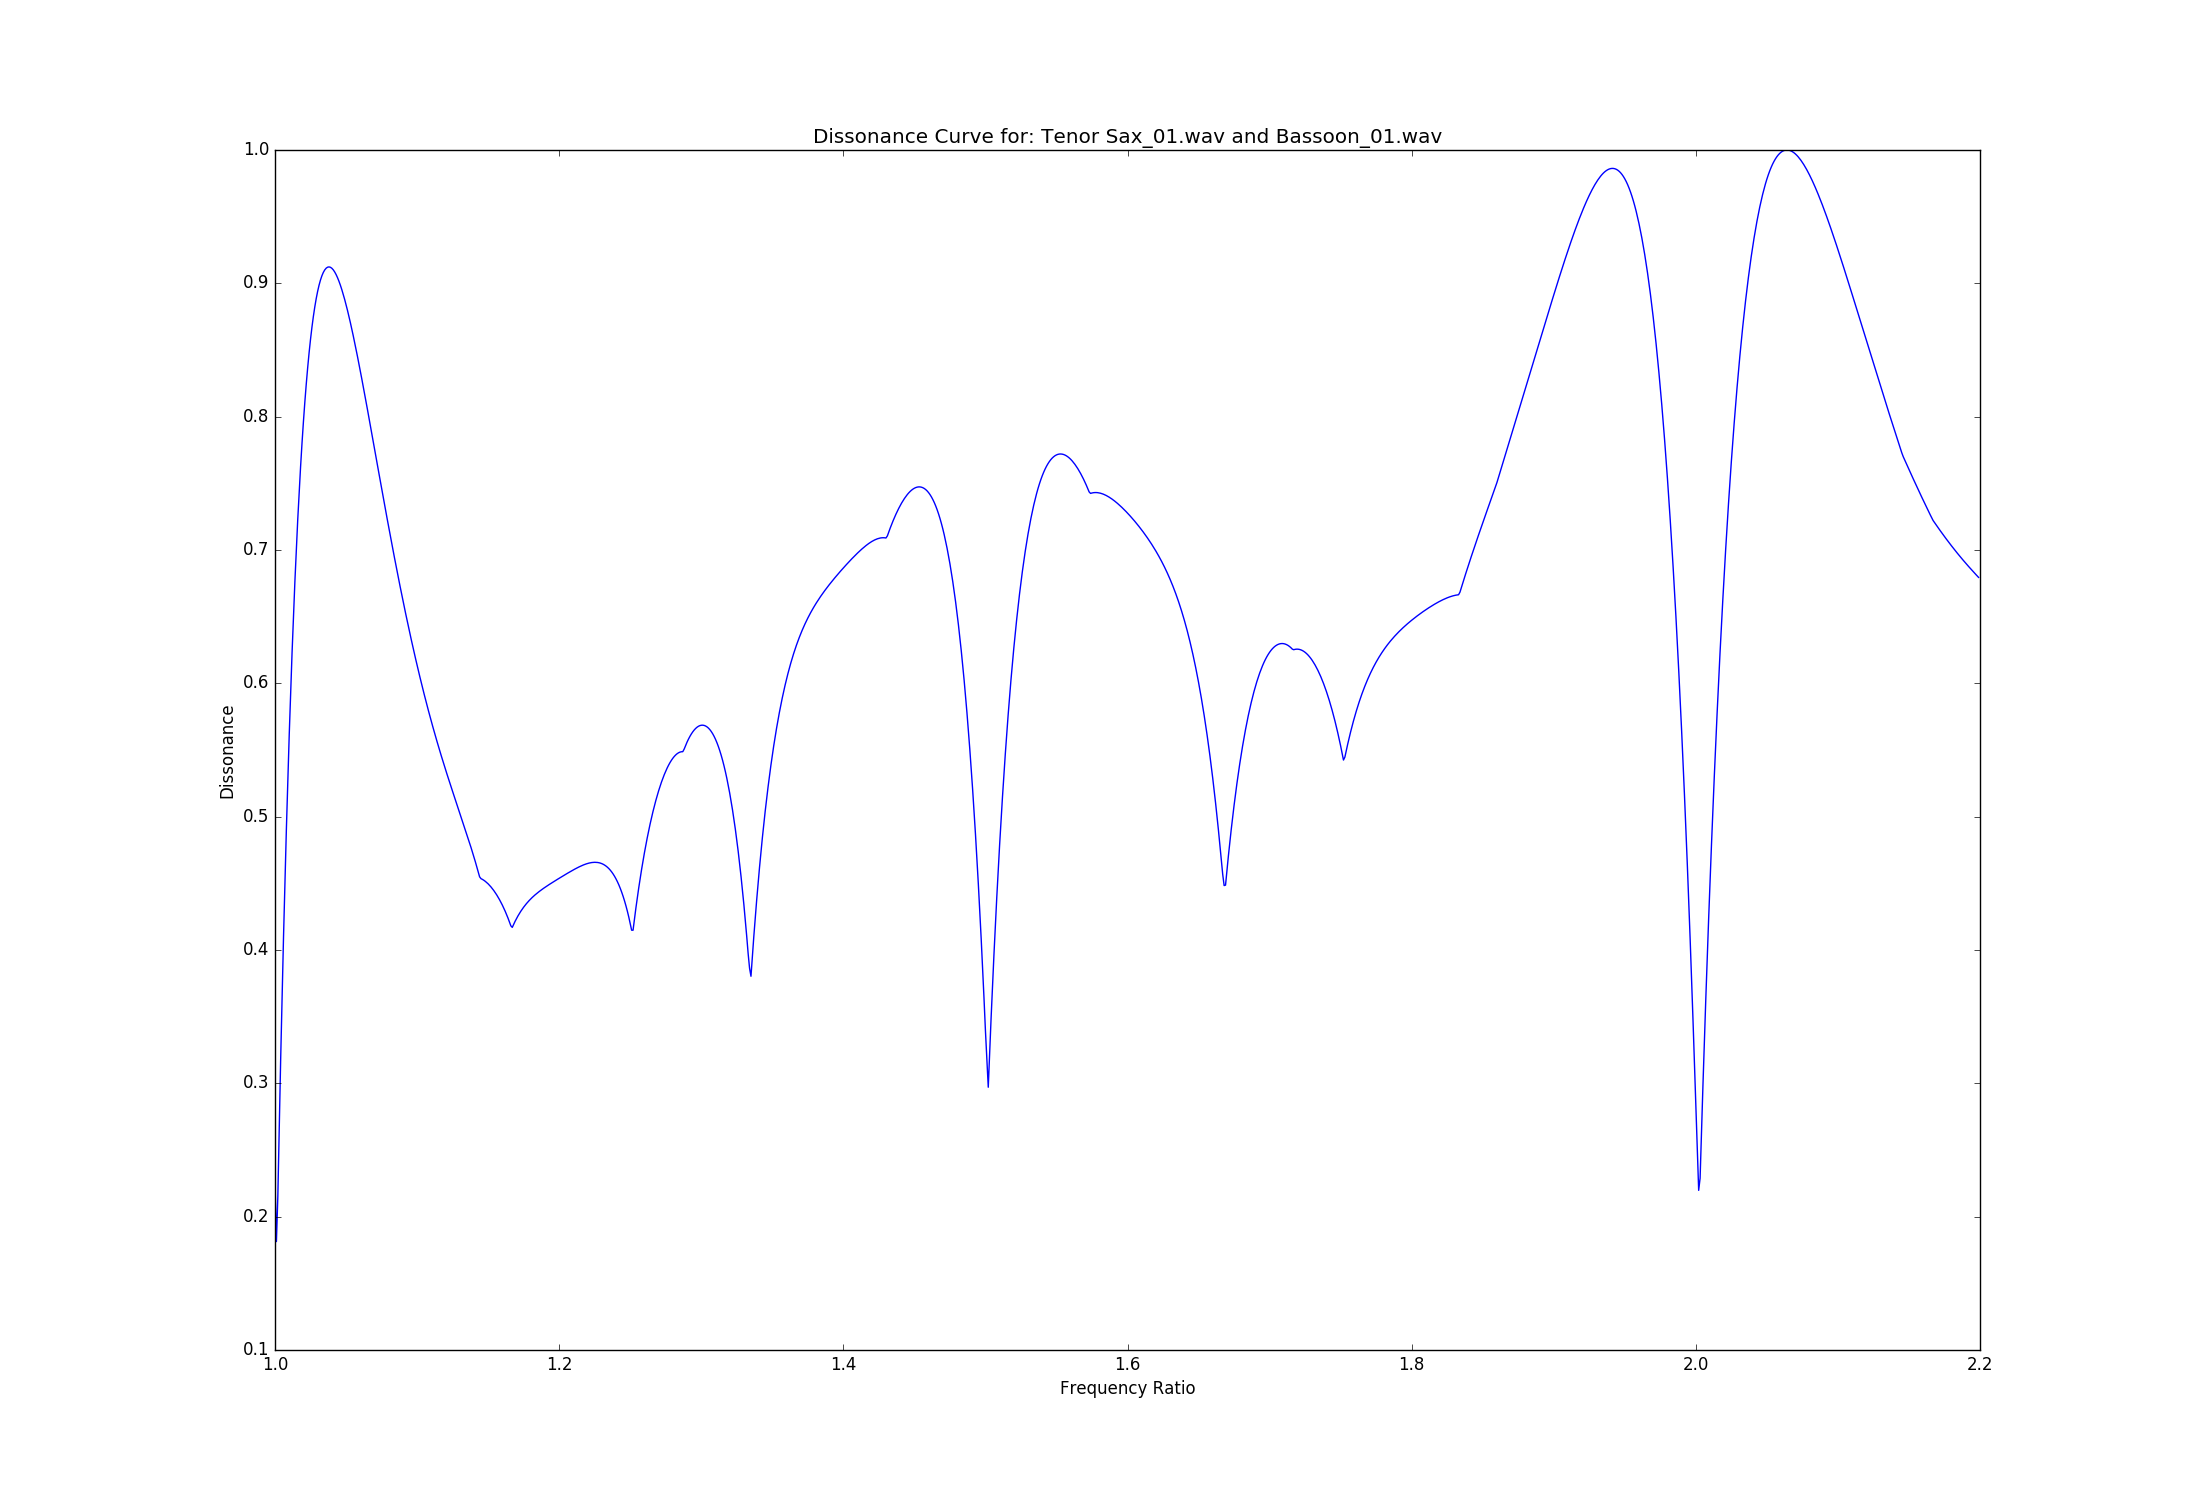 Dissonance Curve for: Tenor Sax_01.wav and Bassoon_01.wav
1.0
0.9
0.8
0.7
0.6
0.5
0.4
0.3
0.2
0.1
Dissonance
1.0 1.2 1.4 1.6 1.8 2.0 2.2
Frequency Ratio